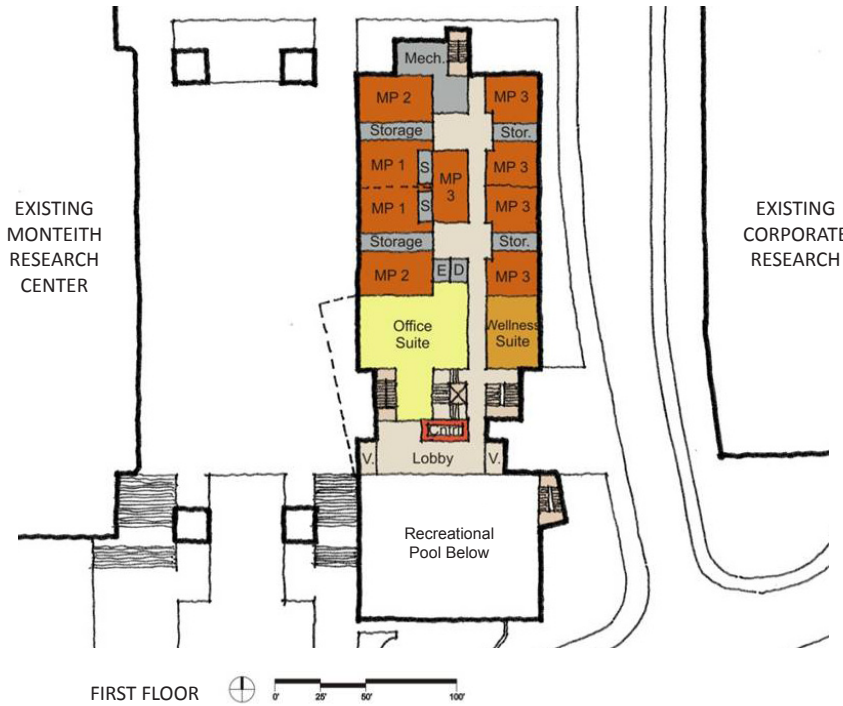 Mech.
MP 2
MP 3
Storage
Stor.
MP 1
S
MP
3
MP 3
MP 1
S
MP 3
Storage
Stor.
MP 2
E
D
MP 3
EXISTING
MONTEITH
RESEARCH
CENTER
EXISTING
CORPORATE
RESEARCH
Office
Suite
Wellness
Suite
Cntrl
V.
Lobby
V.
Recreational
Pool Below
FIRST FLOOR
0'
25'
50'
100'